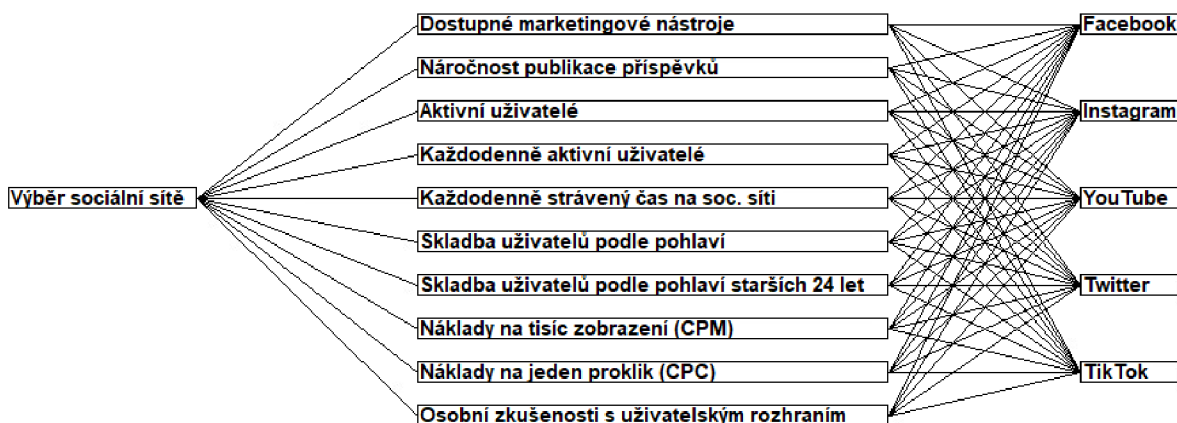 Výběr sociální sítě
Dostupné marketingové nástroje
Náročnost publikace příspěvků
Aktivní uživatelé
Každodenně aktivní uživatelé
Každodenně strávený čas na soc. síti
Skladba uživatelů podle pohlaví
Skladba uživatelů podle pohlaví starších 24 let
Náklady na tisíc zobrazení (CPM)
Náklady na jeden proklik (CPC)
Osobní zkušenosti s uživatelským rozhraním
Facebook
Instagram
YouTube
Twitter
TikTok